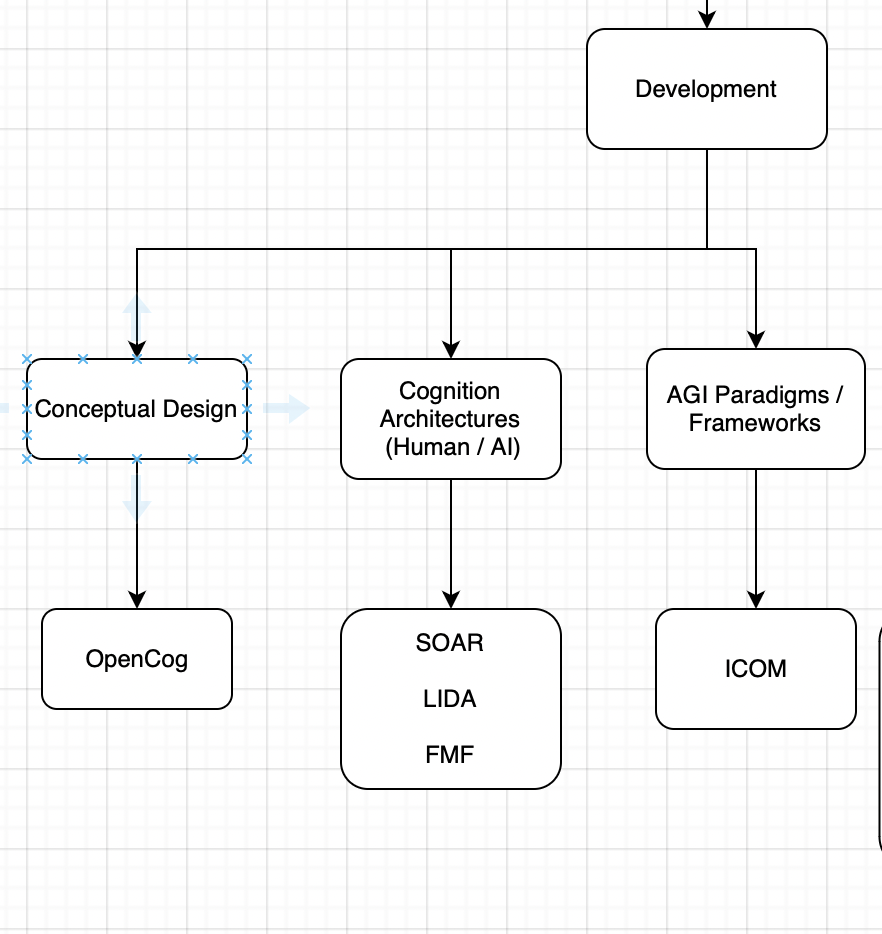 Development
Conceptual Design
Cognition
Architectures
(Human / AI)
AGI Paradigms /
Frameworks
OpenCog
SOAR
LIDA
FMF
ICOM